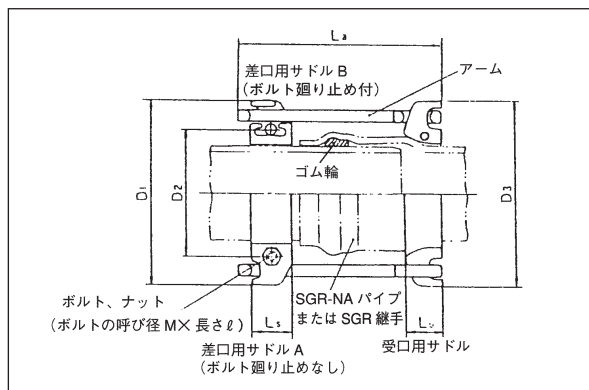 La
差口用サドル B
(ボルト廻り止め付)
アーム
ゴム輪
D1
D2
D3
ボルト、ナット
(ボルトの呼び径 M× 長さℓ)
SGR-NA パイプ
または SGR 継手
Ls
差口用サドル A
(ボルト廻り止めなし)
受口用サドル